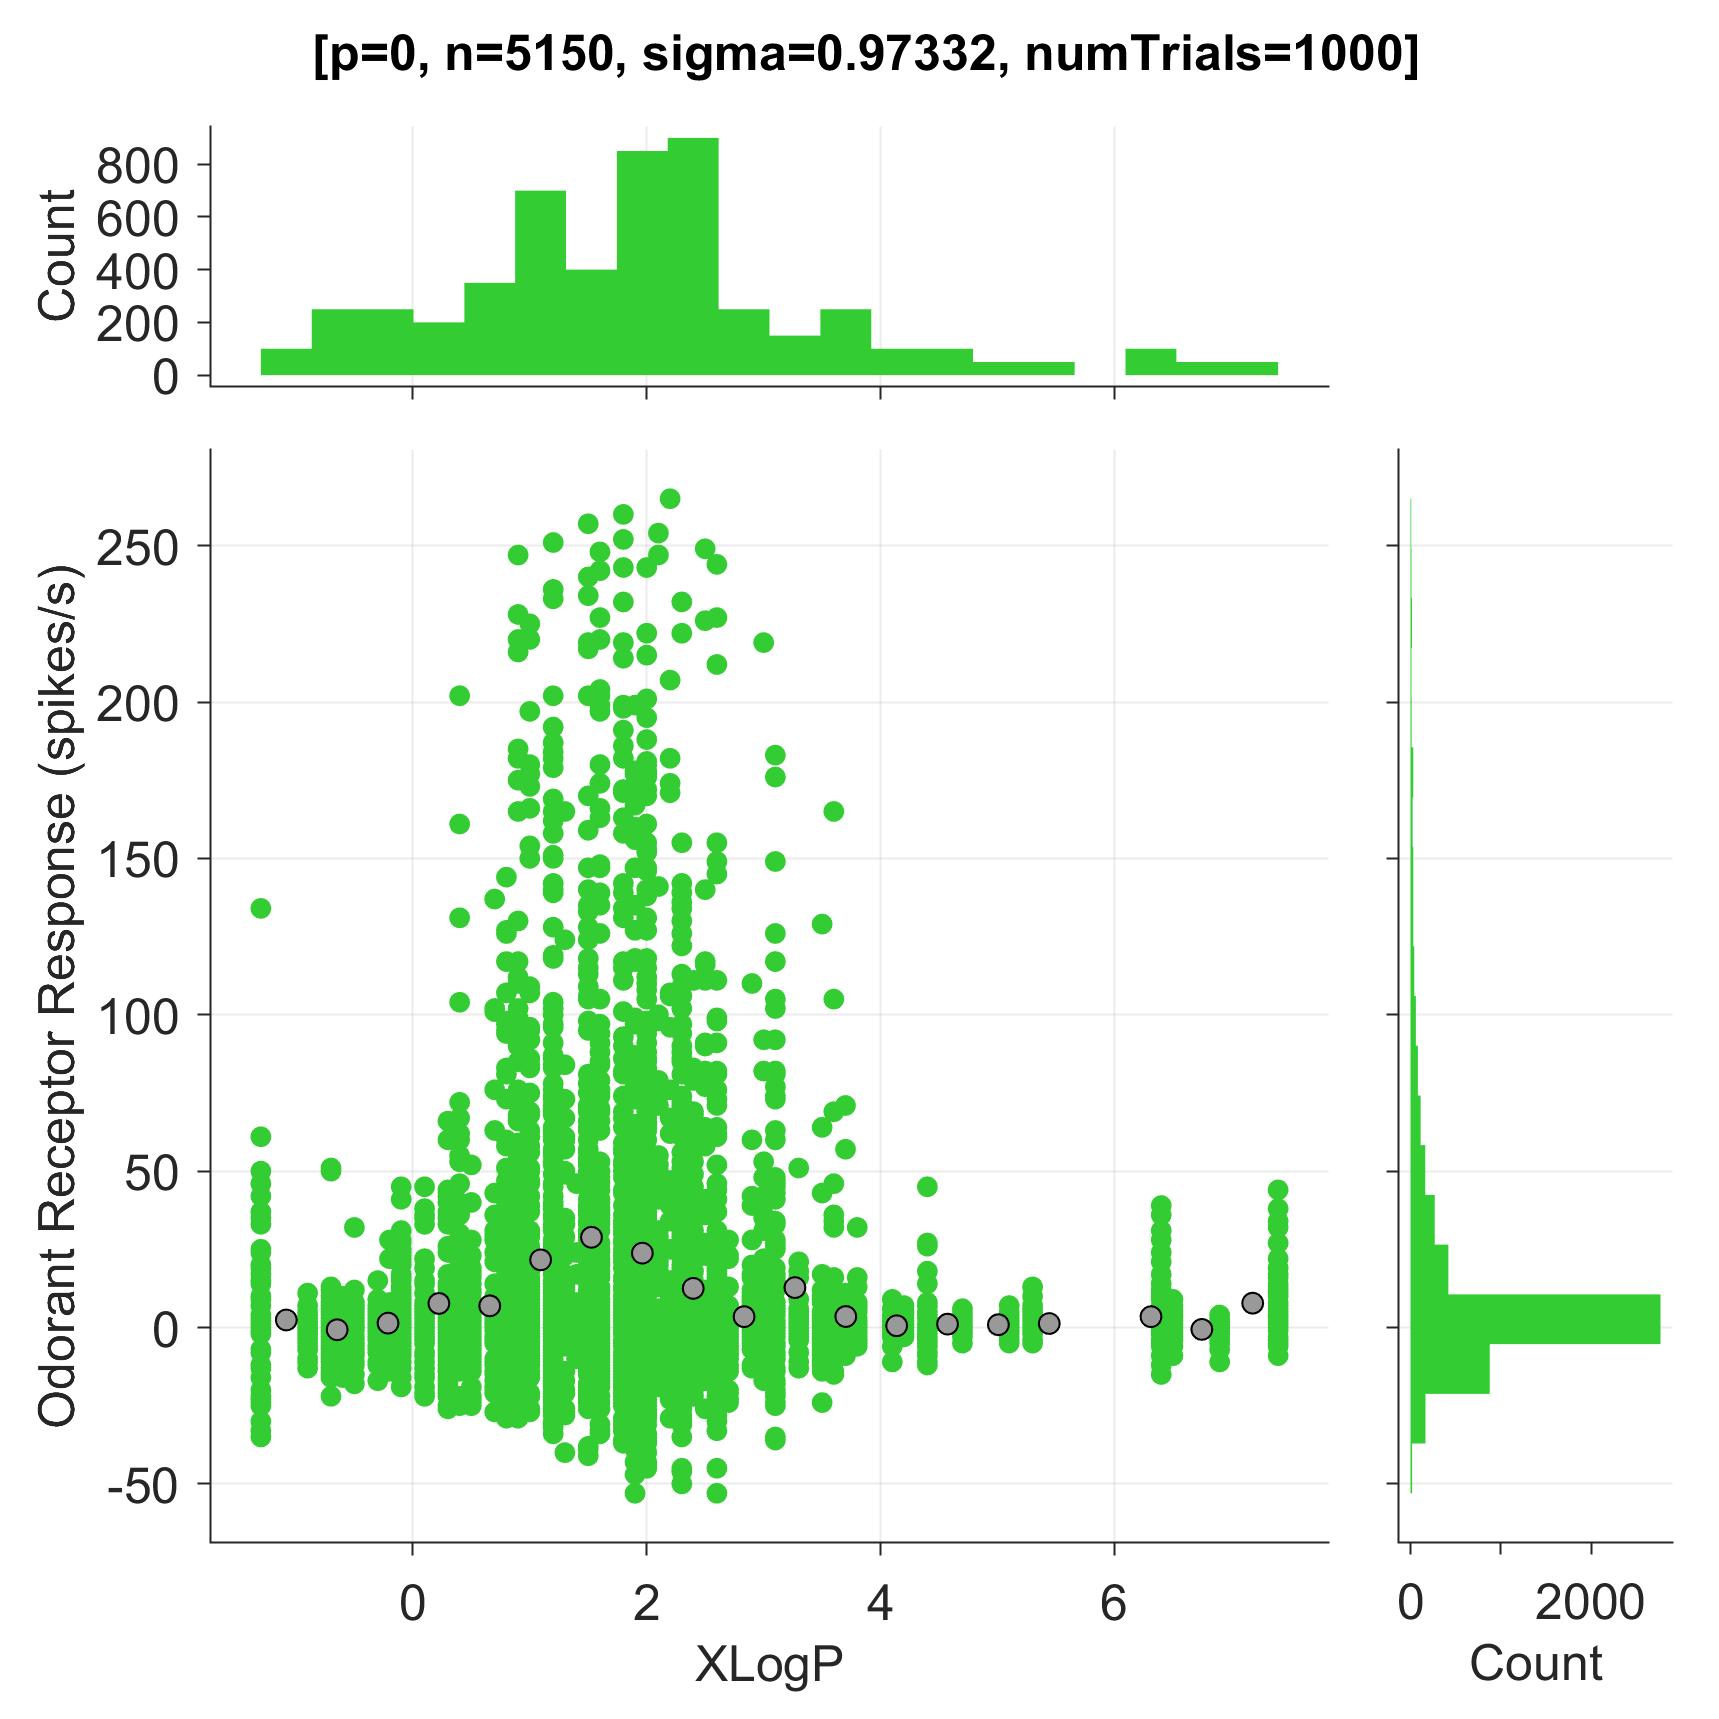 [p=0, n=5150, sigma=0.97332, numTrials=1000]
Count
800
600
400
200
0
Odorant Receptor Response (spikes/s)
250
200
150
100
50
0
-50
0 2 4 6
XLogP
0 2000
Count